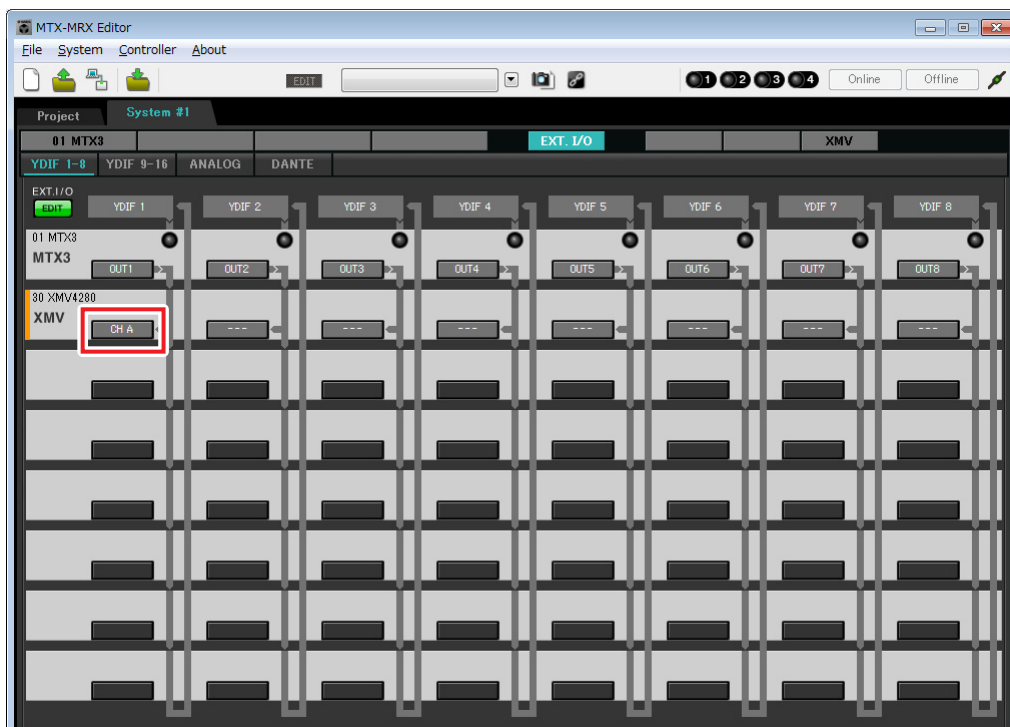 MTX-MRX Editor
File System Controller About
EDIT 1 2 3 4 Online Offline
Project System #1
01 MTX3 EXT. I/O XMV
YDIF 1-8 YDIF 9-16 ANALOG DANTE
EXT.I/O
EDIT YDIF 1 YDIF 2 YDIF 3 YDIF 4 YDIF 5 YDIF 6 YDIF 7 YDIF 8
01 MTX3
MTX3
OUT1 OUT2 OUT3 OUT4 OUT5 OUT6 OUT7 OUT8
30 XMV4280
XMV
CH A --- --- --- --- --- --- ---